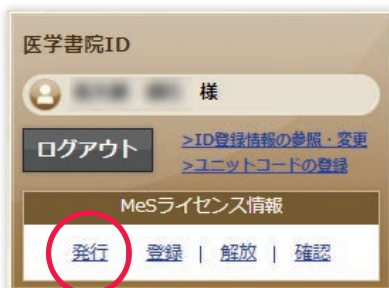 医学書院ID
様
ログアウト
>ID登録情報の参照・変更
>ユニットコードの登録
MeSライセンス情報
発行 登録 | 解放 | 確認